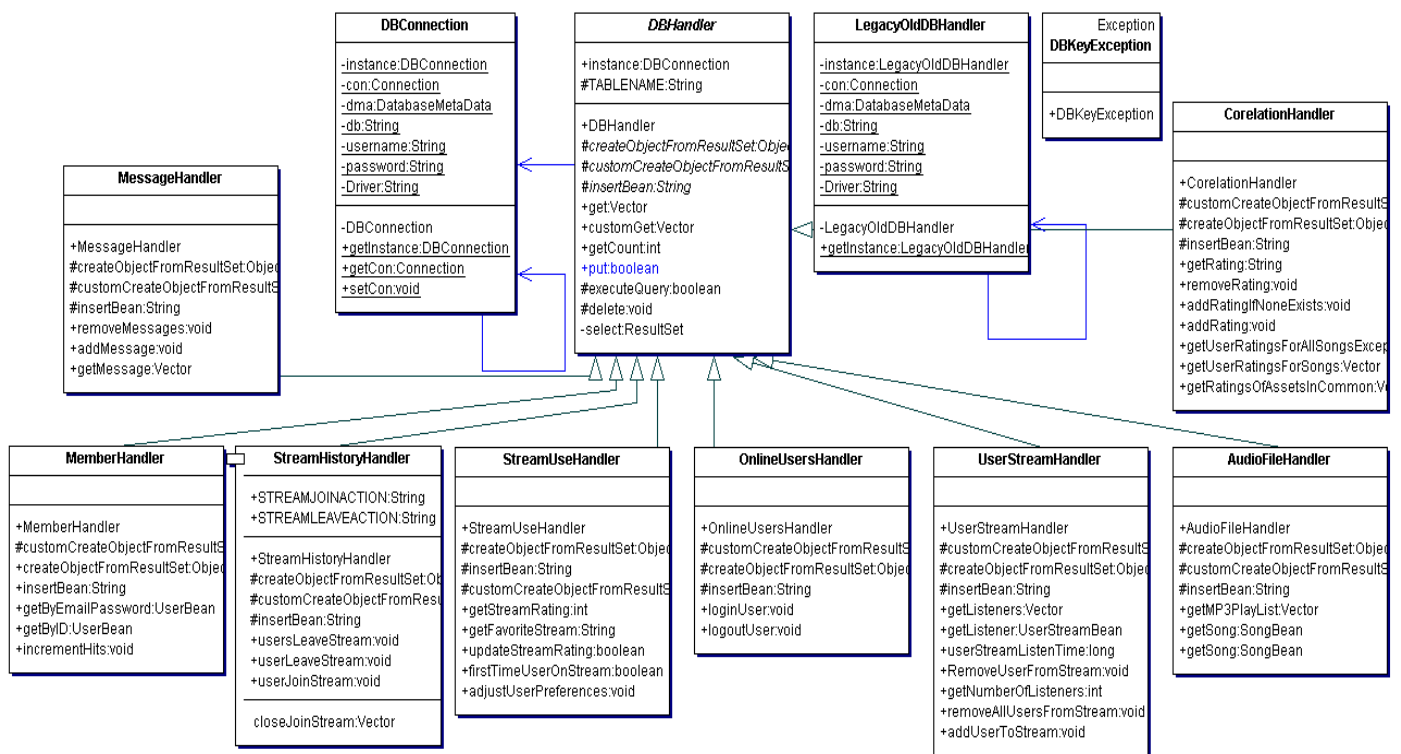 DBConnection
-instance:DBConnection
-con:Connection
-dma:DatabaseMetaData
-db:String
-username:String
-password:String
-Driver:String
-DBConnection
+getInstance:DBConnection
+getCon:Connection
+setCon:void
DBHandler
+instance:DBConnection
#TABLENAME:String
+DBHandler
#createObjectFromResultSet:Objec
#customCreateObjectFromResultS
#insertBean:String
+get:Vector
+customGet:Vector
+getCount:int
+put:boolean
#executeQuery:boolean
#delete:void
-select:ResultSet
LegacyOldDBHandler
-instance:LegacyOldDBHandler
-con:Connection
-dma:DatabaseMetaData
-db:String
-username:String
-password:String
-Driver:String
-LegacyOldDBHandler
+getInstance:LegacyOldDBHandler
Exception
DBKeyException
+DBKeyException
CorelationHandler
+CorelationHandler
#customCreateObjectFromResultS
#createObjectFromResultSet:Objec
#insertBean:String
+getRating:String
+removeRating:void
+addRatingIfNoneExists:void
+addRating:void
+getUserRatingsForAllSongsExcep
+getUserRatingsForSongs:Vector
+getRatingsOfAssetsInCommon:Ve
MessageHandler
+MessageHandler
#createObjectFromResultSet:Objec
#customCreateObjectFromResultS
#insertBean:String
+removeMessages:void
+addMessage:void
+getMessage:Vector
MemberHandler
+MemberHandler
#customCreateObjectFromResultS
+createObjectFromResultSet:Objec
+insertBean:String
+getByEmailPassword:UserBean
+getByID:UserBean
+incrementHits:void
StreamHistoryHandler
+STREAMJOINACTION:String
+STREAMLEAVEACTION:String
+StreamHistoryHandler
#createObjectFromResultSet:Ob
#customCreateObjectFromResu
#insertBean:String
+usersLeaveStream:void
+userLeaveStream:void
+userJoinStream:void
closeJoinStream:Vector
StreamUseHandler
+StreamUseHandler
#createObjectFromResultSet:Objec
#insertBean:String
#customCreateObjectFromResultS
+getStreamRating:int
+getFavoriteStream:String
+updateStreamRating:boolean
+firstTimeUserOnStream:boolean
+adjustUserPreferences:void
OnlineUsersHandler
+OnlineUsersHandler
#customCreateObjectFromResultS
#createObjectFromResultSet:Objec
#insertBean:String
+loginUser:void
+logoutUser:void
UserStreamHandler
+UserStreamHandler
#customCreateObjectFromResultS
#createObjectFromResultSet:Objec
#insertBean:String
+getListeners:Vector
+getListener:UserStreamBean
+userStreamListenTime:long
+RemoveUserFromStream:void
+getNumberOfListeners:int
+removeAllUsersFromStream:void
+addUserToStream:void
AudioFileHandler
+AudioFileHandler
#createObjectFromResultSet:Objec
#customCreateObjectFromResultS
#insertBean:String
+getMP3PlayList:Vector
+getSong:SongBean
+getSong:SongBean